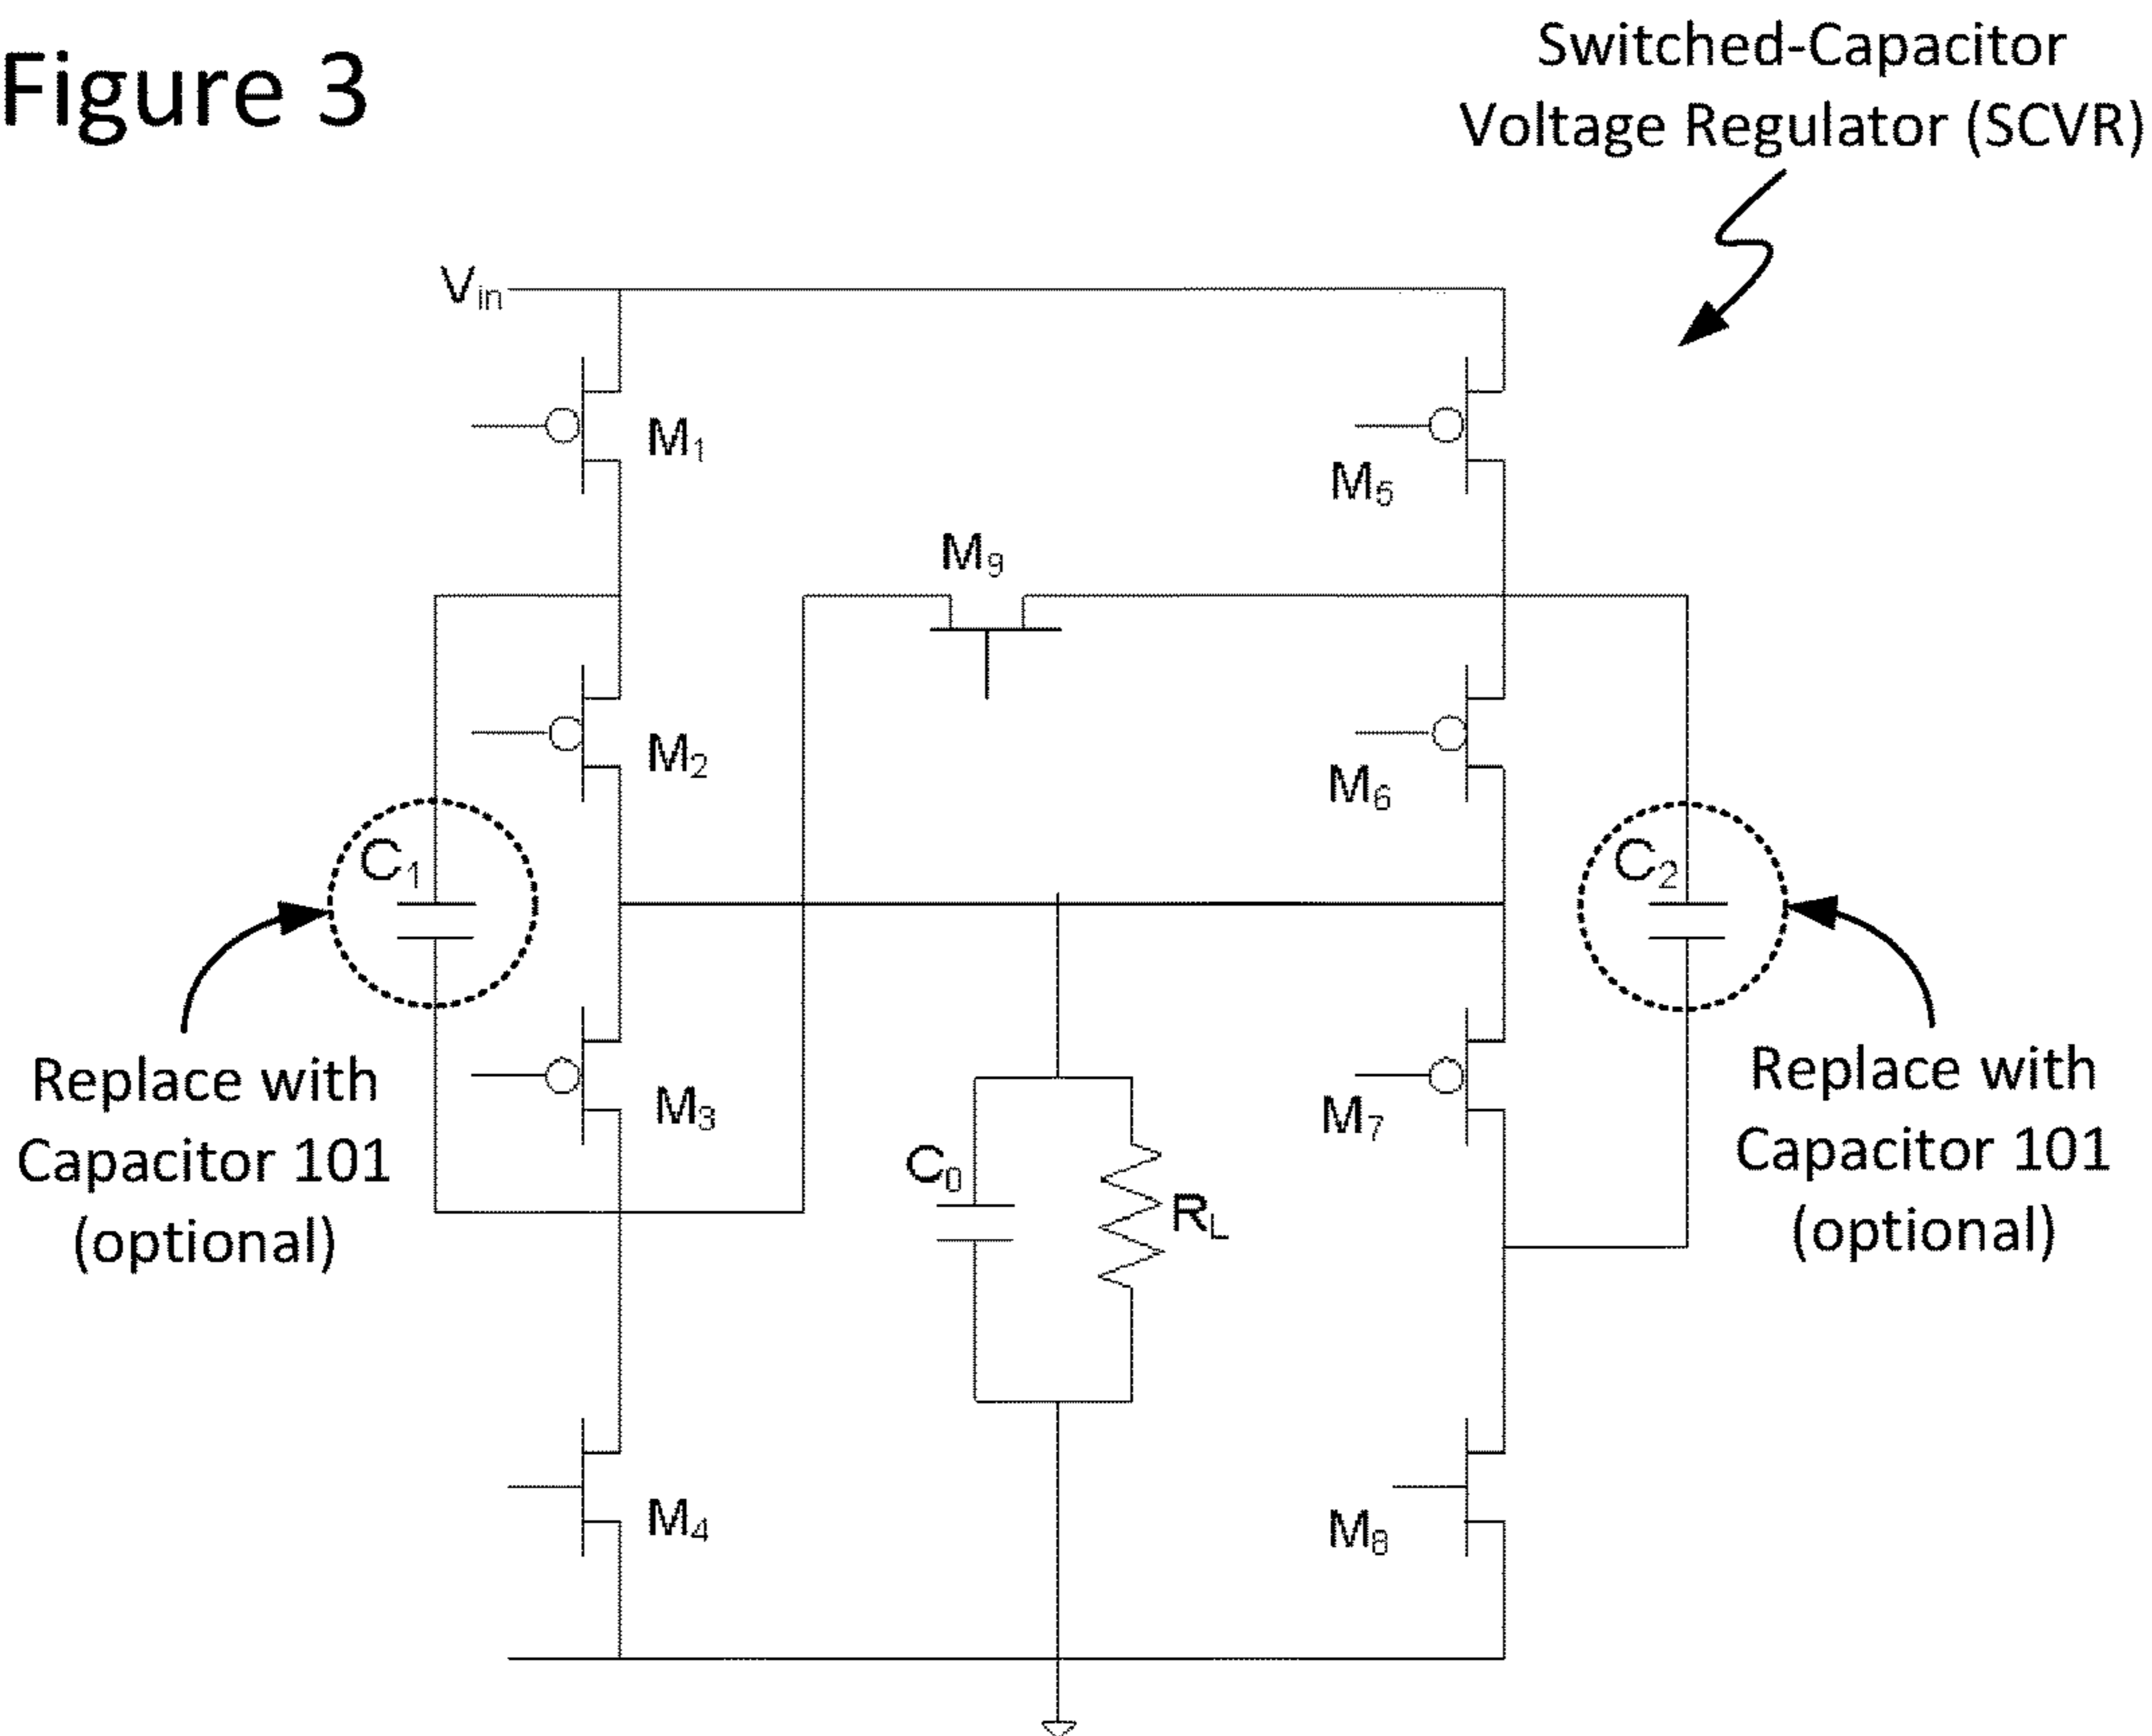 Figure 3
Switched-Capacitor
Voltage Regulator (SCVR)
Vin
M1
M5
M9
M2
M6
C1
C2
Replace with
Capacitor 101
(optional)
M3
C0
RL
M7
Replace with
Capacitor 101
(optional)
M4
M8